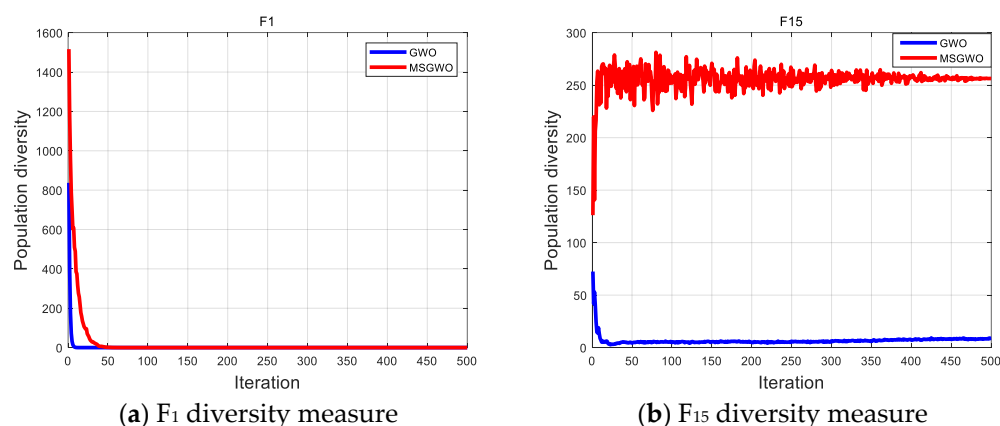 F1
GWO
MSGWO
Population diversity
1600
1400
1200
1000
800
600
400
200
0
0 50 100 150 200 250 300 350 400 450 500
Iteration
(a) F1 diversity measure
F15
GWO
MSGWO
Population diversity
300
250
200
150
100
50
0
0 50 100 150 200 250 300 350 400 450 500
Iteration
(b) F15 diversity measure